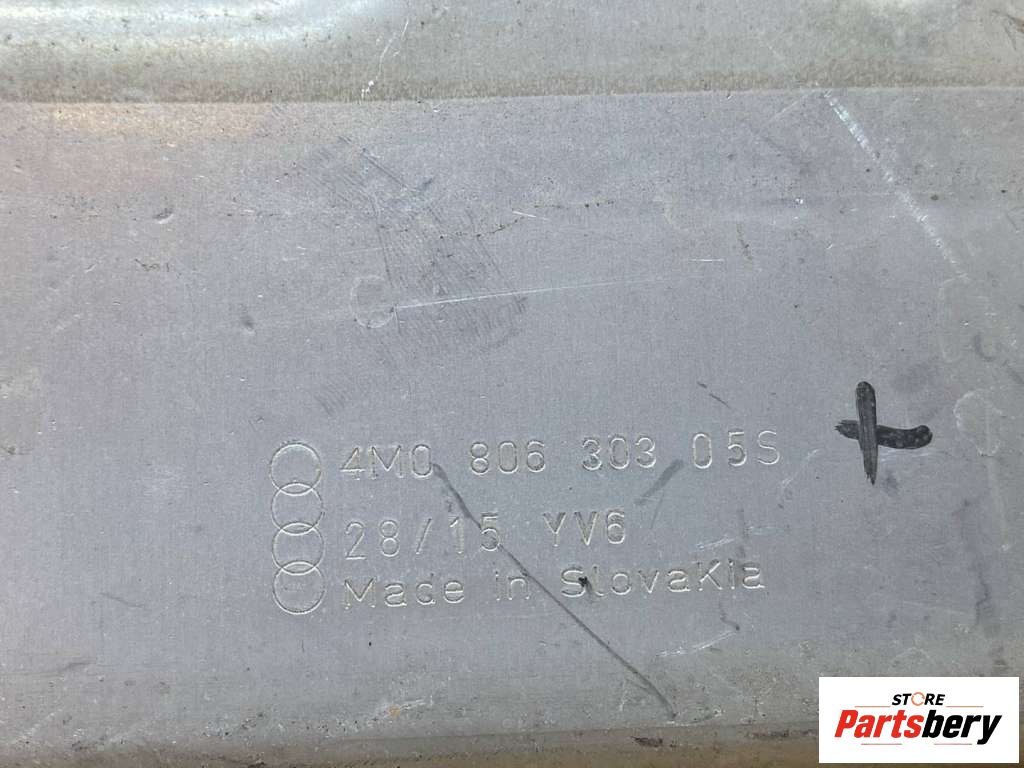 4M0 806 303 05S
28/15 YV6
Made in Slovakia
STORE
Partsbery